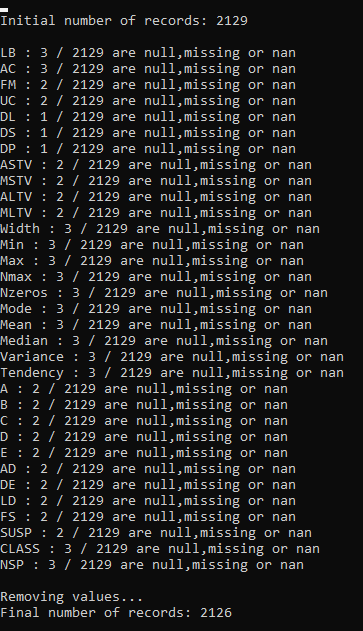 Initial number of records: 2129
LB : 3 / 2129 are null,missing or nan
AC : 3 / 2129 are null,missing or nan
FM : 2 / 2129 are null,missing or nan
UC : 2 / 2129 are null,missing or nan
DL : 1 / 2129 are null,missing or nan
DS : 1 / 2129 are null,missing or nan
DP : 1 / 2129 are null,missing or nan
ASTV : 2 / 2129 are null,missing or nan
MSTV : 2 / 2129 are null,missing or nan
ALTV : 2 / 2129 are null,missing or nan
MLTV : 2 / 2129 are null,missing or nan
Width : 3 / 2129 are null,missing or nan
Min : 3 / 2129 are null,missing or nan
Max : 3 / 2129 are null,missing or nan
Nmax : 3 / 2129 are null,missing or nan
Nzeros : 3 / 2129 are null,missing or nan
Mode : 3 / 2129 are null,missing or nan
Mean : 3 / 2129 are null,missing or nan
Median : 3 / 2129 are null,missing or nan
Variance : 3 / 2129 are null,missing or nan
Tendency : 3 / 2129 are null,missing or nan
A : 2 / 2129 are null,missing or nan
B : 2 / 2129 are null,missing or nan
C : 2 / 2129 are null,missing or nan
D : 2 / 2129 are null,missing or nan
E : 2 / 2129 are null,missing or nan
AD : 2 / 2129 are null,missing or nan
DE : 2 / 2129 are null,missing or nan
LD : 2 / 2129 are null,missing or nan
FS : 2 / 2129 are null,missing or nan
SUSP : 2 / 2129 are null,missing or nan
CLASS : 3 / 2129 are null,missing or nan
NSP : 3 / 2129 are null,missing or nan
Removing values...
Final number of records: 2126